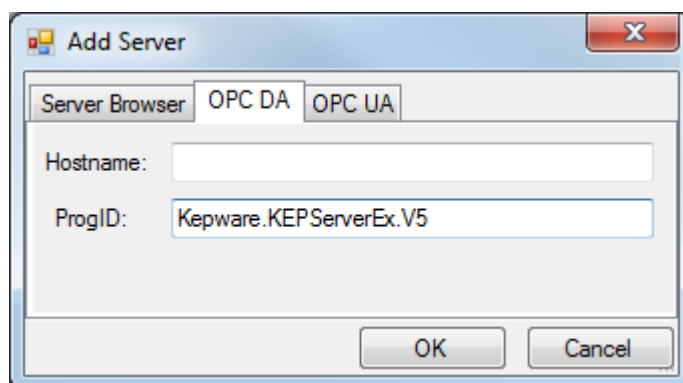 Add Server
Server Browser OPC DA OPC UA
Hostname:
ProgID: Kepware.KEPServerEx.V5
OK Cancel